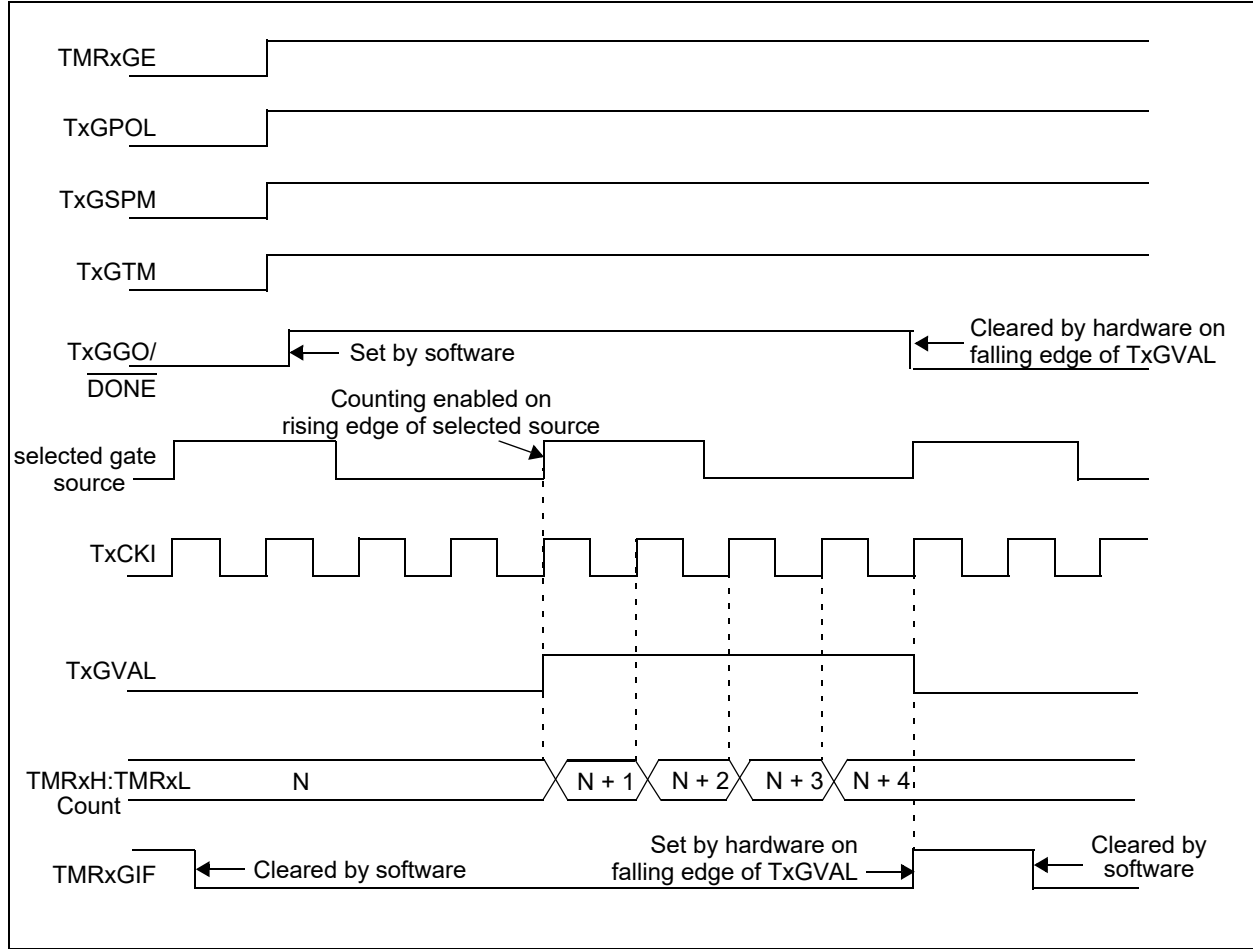 TMRxGE
TxGPOL
TxGSPM
TxGTM
TxGGO/
DONE
Set by software
Cleared by hardware on
falling edge of TxGVAL
Counting enabled on
rising edge of selected source
selected gate
source
TxCKI
TxGVAL
TMRxH:TMRxL
Count
N
N + 1
N + 2
N + 3
N + 4
TMRxGIF
Cleared by software
Set by hardware on
falling edge of TxGVAL
Cleared by
software